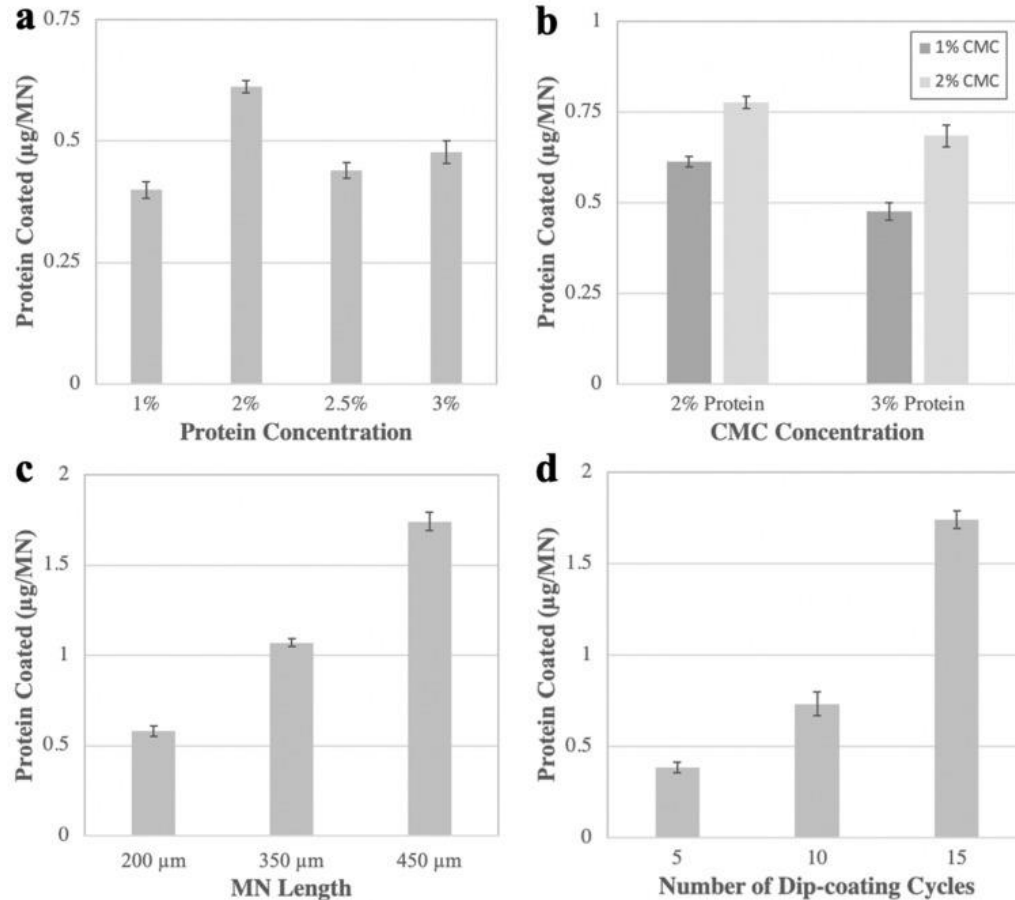 a
Protein Coated (µg/MN)
0.75
0.5
0.25
0
1% 2% 2.5% 3%
Protein Concentration
b
Protein Coated (µg/MN)
1
0.75
0.5
0.25
0
1% CMC
2% CMC
2% Protein 3% Protein
CMC Concentration
c
Protein Coated (µg/MN)
2
1.5
1
0.5
0
200 µm 350 µm 450 µm
MN Length
d
Protein Coated (µg/MN)
2
1.5
1
0.5
0
5 10 15
Number of Dip-coating Cycles